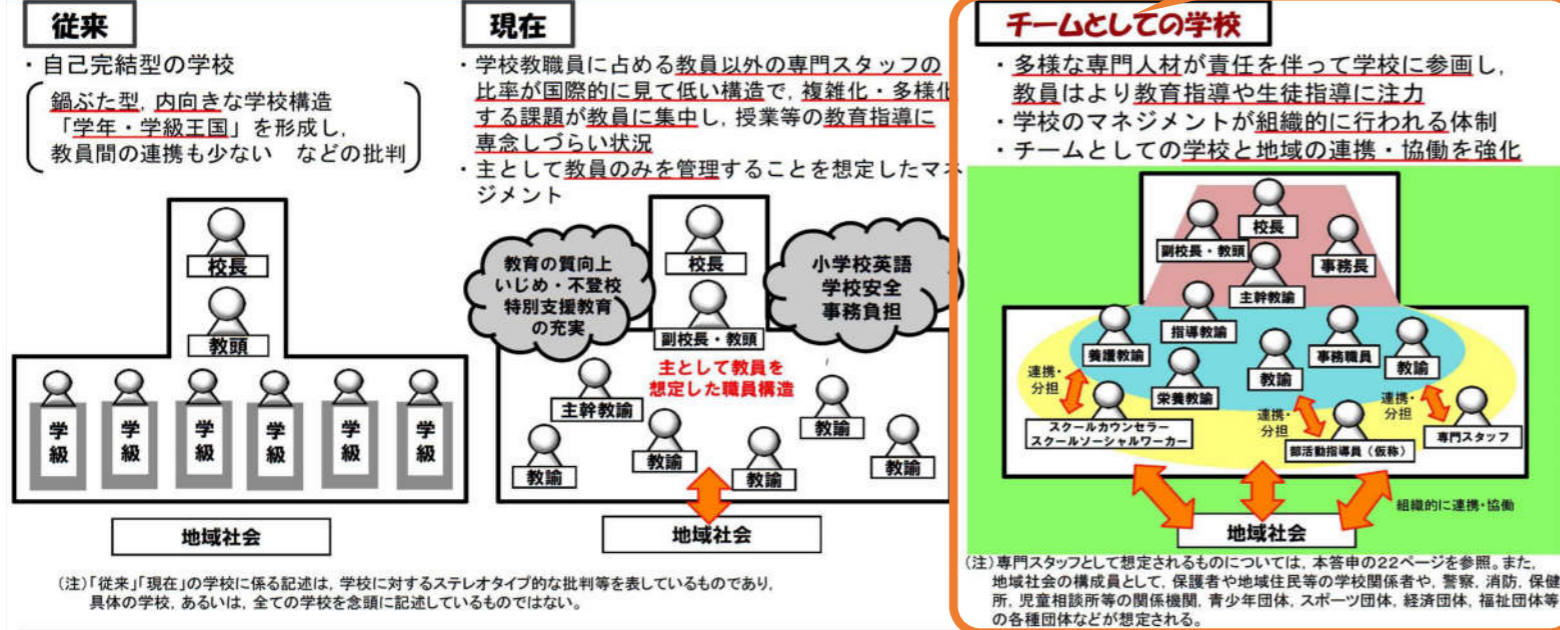 従来
・自己完結型の学校
鍋ぶた型，内向きな学校構造
「学年・学級王国」を形成し，
教員間の連携も少ない　などの批判
校長
教頭
学級
学級
学級
学級
学級
学級
地域社会
現在
・学校教職員に占める教員以外の専門スタッフの
比率が国際的に見て低い構造で，複雑化・多様化
する課題が教員に集中し，授業等の教育指導に
専念しづらい状況
・主として教員のみを管理することを想定したマネ
ジメント
教育の質向上
いじめ・不登校
特別支援教育
の充実
校長
小学校英語
学校安全
事務負担
副校長・教頭
主として教員を
想定した職員構造
主幹教諭
教諭
教諭
教諭
教諭
教諭
地域社会
（注）「従来」「現在」の学校に係る記述は，学校に対するステレオタイプ的な批判等を表しているものであり，
具体の学校，あるいは，全ての学校を念頭に記述しているものではない。
チームとしての学校
・多様な専門人材が責任を伴って学校に参画し，
教員はより教育指導や生徒指導に注力
・学校のマネジメントが組織的に行われる体制
・チームとしての学校と地域の連携・協働を強化
校長
副校長・教頭
事務長
主幹教諭
指導教諭
養護教諭
事務職員
教諭
教諭
栄養教諭
連携・
分担
連携・
分担
連携・
分担
スクールカウンセラー
スクールソーシャルワーカー
部活動指導員（仮称）
専門スタッフ
組織的に連携・協働
地域社会
（注）専門スタッフとして想定されるものについては，本答申の22ページを参照。また，
地域社会の構成員として，保護者や地域住民等の学校関係者や，警察，消防，保健
所，児童相談所等の関係機関，青少年団体，スポーツ団体，経済団体，福祉団体等
の各種団体などが想定される。